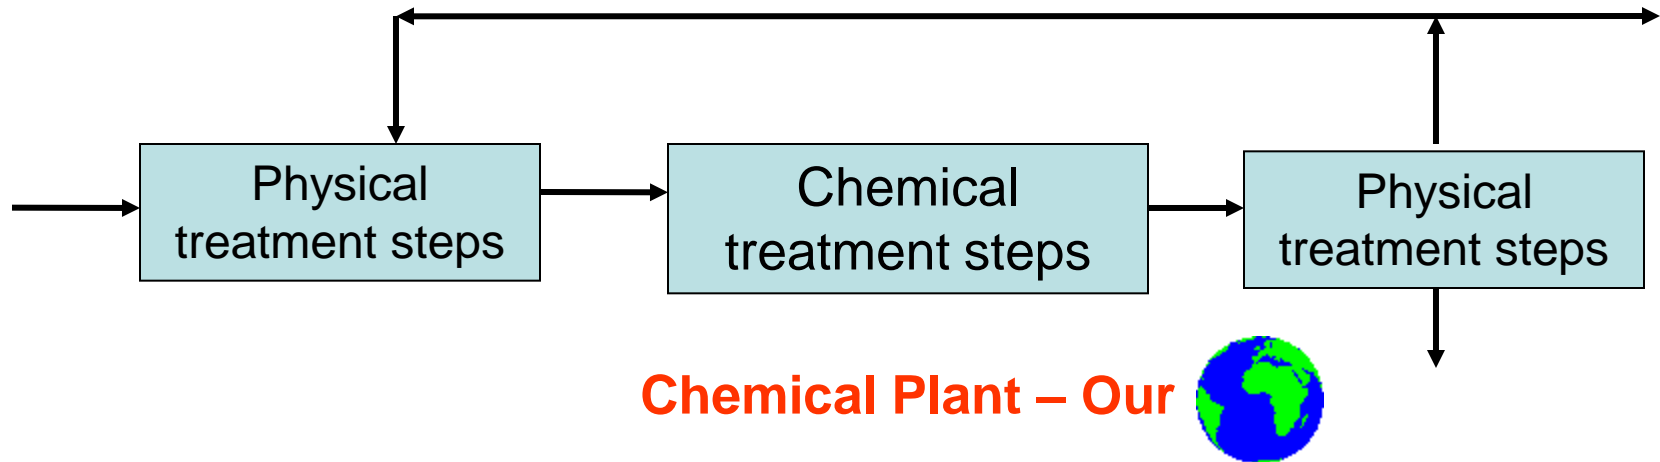 Physical
treatment steps
Chemical
treatment steps
Physical
treatment steps
Chemical Plant – Our